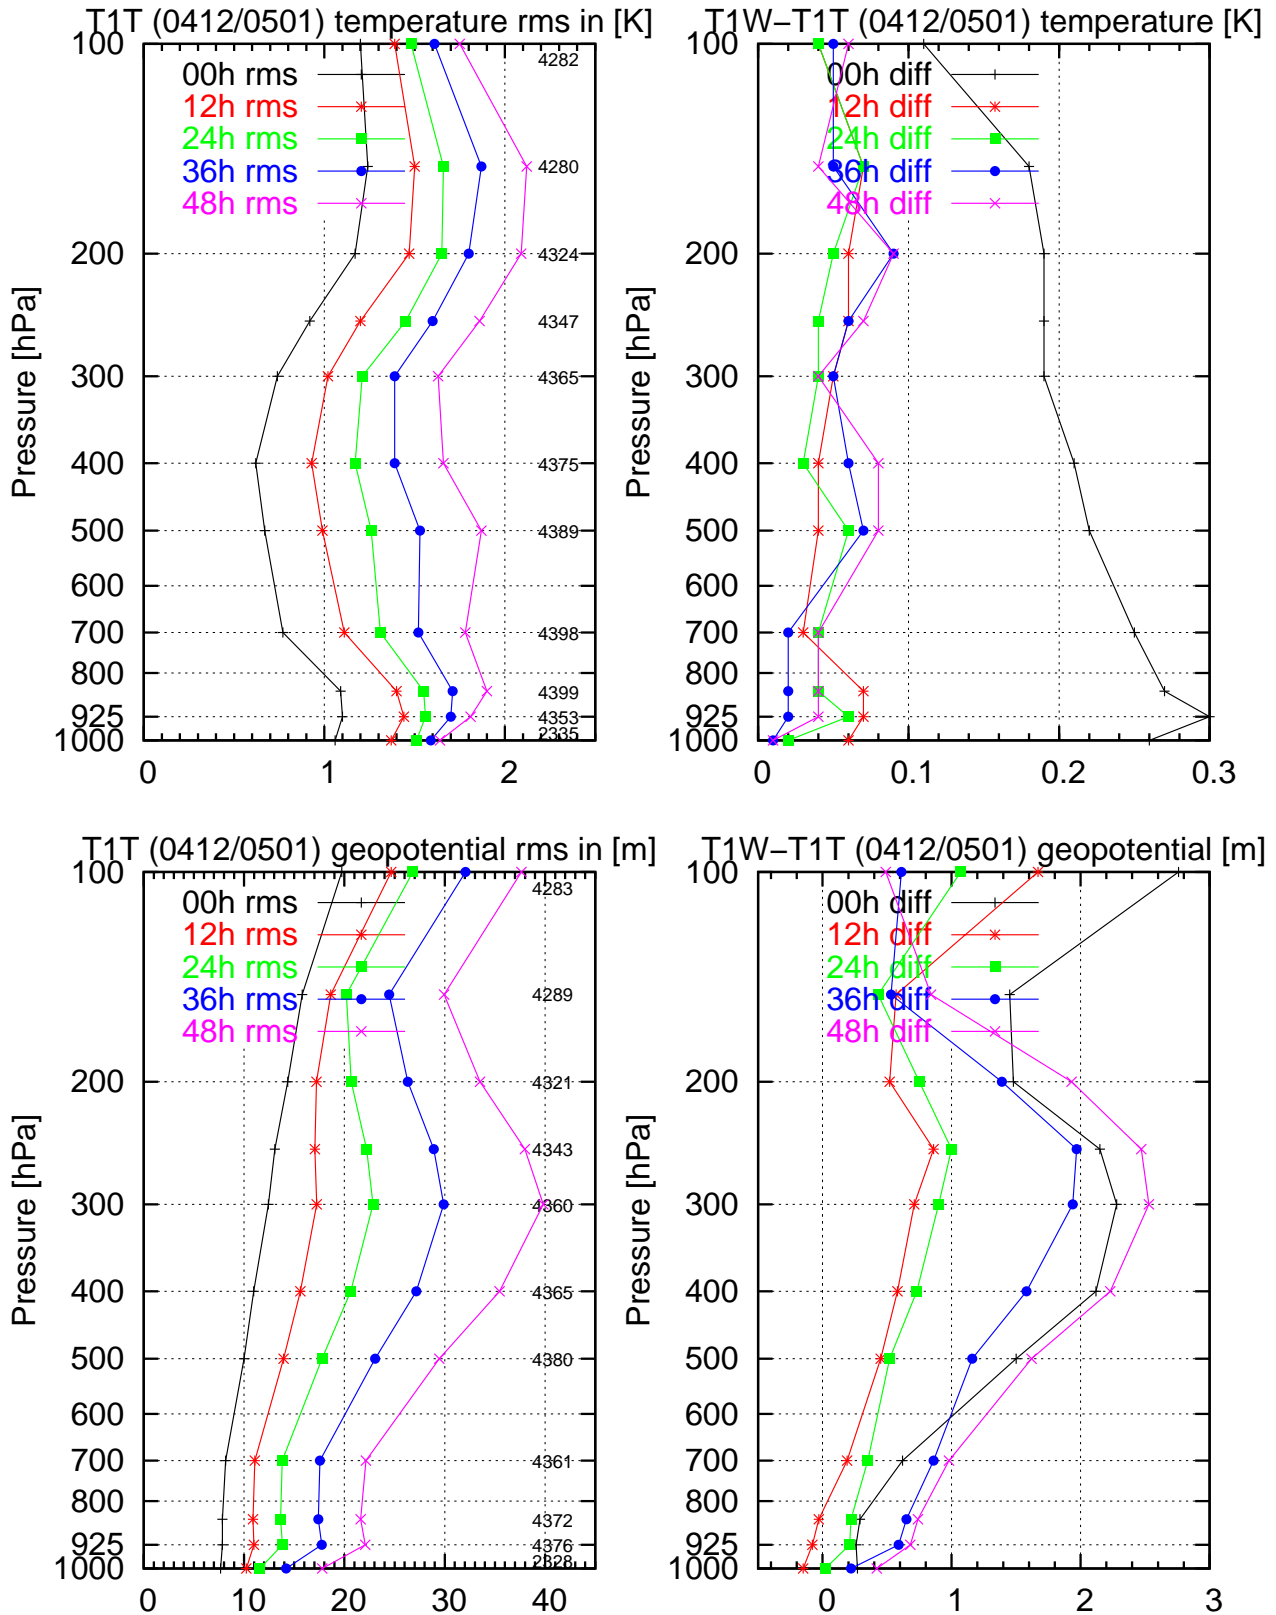 T1T (0412/0501) temperature rms in [K]
100
4282
00h rms
12h rms
24h rms
36h rms
4280
48h rms
200
4324
4347
300
4365
400
4375
500
4389
600
700
4398
800
4399
925
4353
2335
1000
0 1 2
Pressure [hPa]
T1W−T1T (0412/0501) temperature [K]
100
00h diff
12h diff
24h diff
36h diff
48h diff
200
300
400
500
600
700
800
925
1000
0 0.1 0.2 0.3
Pressure [hPa]
T1T (0412/0501) geopotential rms in [m]
100
4283
00h rms
12h rms
24h rms
36h rms
4289
48h rms
200
4321
4343
300
4360
400
4365
500
4380
600
700
4361
800
4372
925
4376
2328
1000
0 10 20 30 40
Pressure [hPa]
T1W−T1T (0412/0501) geopotential [m]
100
00h diff
12h diff
24h diff
36h diff
48h diff
200
300
400
500
600
700
800
925
1000
0 1 2 3
Pressure [hPa]